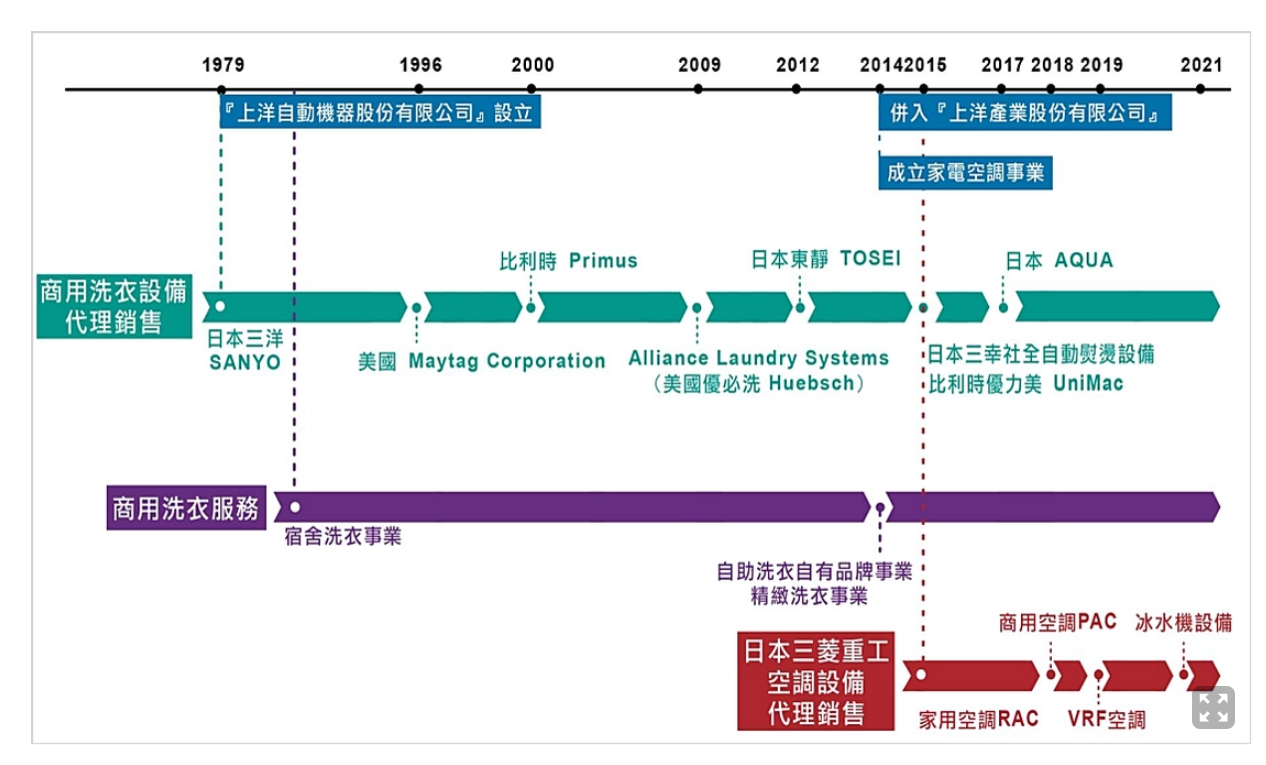 1979 1996 2000 2009 2012 2014 2015 2017 2018 2019 2021
『上洋自動機器股份有限公司』設立
併入『上洋產業股份有限公司』
成立家電空調事業
商用洗衣設備
代理銷售
比利時 Primus
日本東靜 TOSEI
日本 AQUA
日本三洋
SANYO
美國 Maytag Corporation
Alliance Laundry Systems
（美國優必洗 Huebsch）
日本三幸社全自動熨燙設備
比利時優力美 UniMac
商用洗衣服務
宿舍洗衣事業
自助洗衣自有品牌事業
精緻洗衣事業
日本三菱重工
空調設備
代理銷售
商用空調PAC
冰水機設備
家用空調RAC
VRF空調